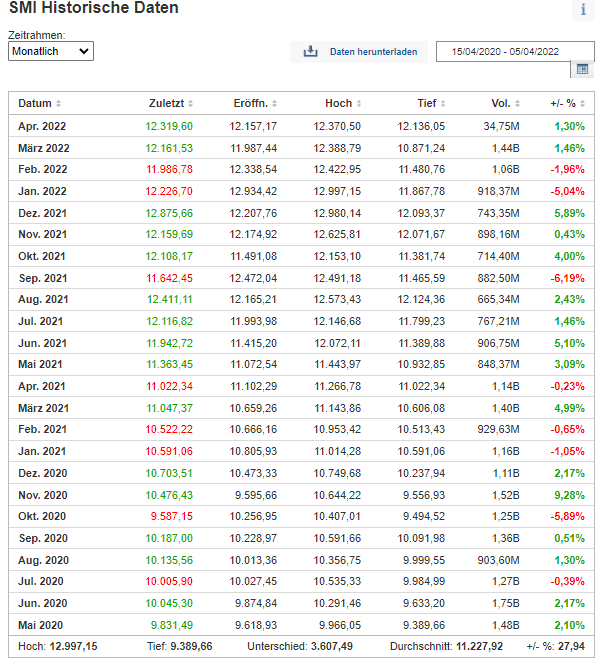 SMI Historische Daten
Zeitrahmen:
Monatlich
Daten herunterladen
15/04/2020 - 05/04/2022
Datum Zuletzt Eröffn. Hoch Tief Vol. +/- %
Apr. 2022 12.319,60 12.157,17 12.370,50 12.136,05 34,75M 1,30%
März 2022 12.161,53 11.987,44 12.388,79 10.871,24 1,44B 1,46%
Feb. 2022 11.986,78 12.338,54 12.422,95 11.480,76 1,06B -1,96%
Jan. 2022 12.226,70 12.934,42 12.997,15 11.867,78 918,37M -5,04%
Dez. 2021 12.875,66 12.207,76 12.980,14 12.093,37 743,35M 5,89%
Nov. 2021 12.159,69 12.174,92 12.625,81 12.071,67 898,16M 0,43%
Okt. 2021 12.108,17 11.491,08 12.153,10 11.381,74 714,40M 4,00%
Sep. 2021 11.642,45 12.472,04 12.491,18 11.465,59 882,50M -6,19%
Aug. 2021 12.411,11 12.165,21 12.573,43 12.124,36 665,34M 2,43%
Jul. 2021 12.116,82 11.993,98 12.146,68 11.799,23 767,21M 1,46%
Jun. 2021 11.942,72 11.415,20 12.072,11 11.389,88 906,75M 5,10%
Mai 2021 11.363,45 11.072,54 11.443,97 10.932,85 848,37M 3,09%
Apr. 2021 11.022,34 11.102,29 11.266,78 11.022,34 1,14B -0,23%
März 2021 11.047,37 10.659,26 11.143,86 10.606,08 1,40B 4,99%
Feb. 2021 10.522,22 10.666,16 10.953,42 10.513,43 929,63M -0,65%
Jan. 2021 10.591,06 10.805,93 11.014,28 10.591,06 1,16B -1,05%
Dez. 2020 10.703,51 10.473,33 10.749,68 10.237,94 1,11B 2,17%
Nov. 2020 10.476,43 9.595,66 10.644,22 9.556,93 1,52B 9,28%
Okt. 2020 9.587,15 10.256,95 10.407,01 9.494,52 1,25B -5,89%
Sep. 2020 10.187,00 10.228,97 10.591,66 10.091,98 1,36B 0,51%
Aug. 2020 10.135,56 10.013,36 10.356,75 9.999,55 903,60M 1,30%
Jul. 2020 10.005,90 10.027,45 10.535,33 9.984,99 1,27B -0,39%
Jun. 2020 10.045,30 9.874,84 10.291,46 9.633,20 1,75B 2,17%
Mai 2020 9.831,49 9.618,93 9.966,05 9.389,66 1,48B 2,10%
Hoch: 12.997,15 Tief: 9.389,66 Unterschied: 3.607,49 Durchschnitt: 11.227,92 +/- %: 27,94